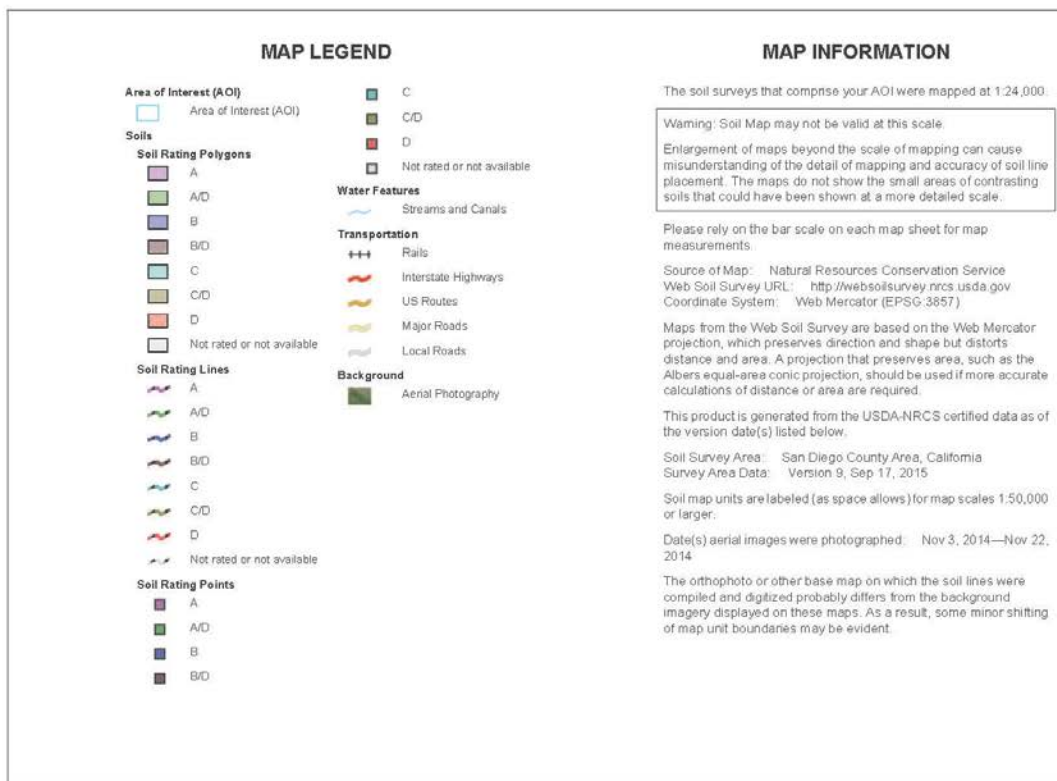 MAP LEGEND
Area of Interest (AOI)
Area of Interest (AOI)
Soils
Soil Rating Polygons
A
A/D
B
B/D
C
C/D
D
Not rated or not available
Soil Rating Lines
A
A/D
B
B/D
C
C/D
D
Not rated or not available
Soil Rating Points
A
A/D
B
B/D
C
C/D
D
Not rated or not available
Water Features
Streams and Canals
Transportation
Rails
Interstate Highways
US Routes
Major Roads
Local Roads
Background
Aerial Photography
MAP INFORMATION
The soil surveys that comprise your AOI were mapped at 1:24,000.
Warning: Soil Map may not be valid at this scale.
Enlargement of maps beyond the scale of mapping can cause
misunderstanding of the detail of mapping and accuracy of soil line
placement. The maps do not show the small areas of contrasting
soils that could have been shown at a more detailed scale.
Please rely on the bar scale on each map sheet for map
measurements.
Source of Map: Natural Resources Conservation Service
Web Soil Survey URL: http://websoilsurvey.nrcs.usda.gov
Coordinate System: Web Mercator (EPSG:3857)
Maps from the Web Soil Survey are based on the Web Mercator
projection, which preserves direction and shape but distorts
distance and area. A projection that preserves area, such as the
Albers equal-area conic projection, should be used if more accurate
calculations of distance or area are required.
This product is generated from the USDA-NRCS certified data as of
the version date(s) listed below.
Soil Survey Area: San Diego County Area, California
Survey Area Data: Version 9, Sep 17, 2015
Soil map units are labeled (as space allows) for map scales 1:50,000
or larger.
Date(s) aerial images were photographed: Nov 3, 2014—Nov 22,
2014
The orthophoto or other base map on which the soil lines were
compiled and digitized probably differs from the background
imagery displayed on these maps. As a result, some minor shifting
of map unit boundaries may be evident.